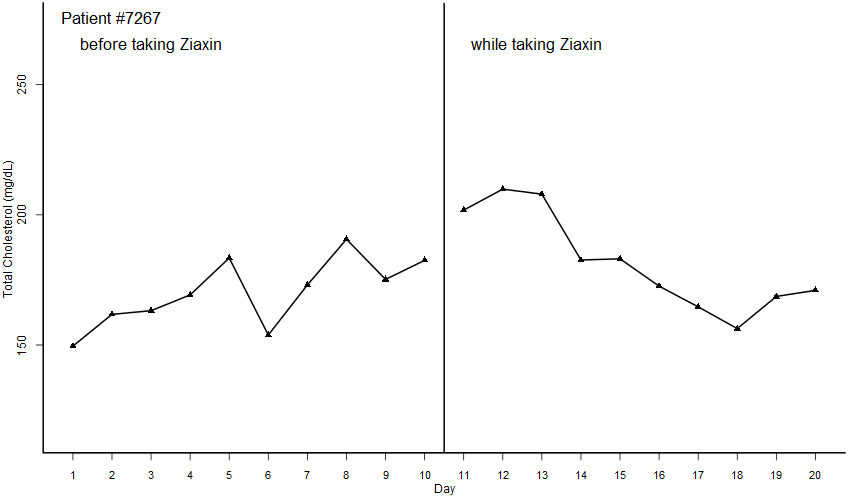 Patient #7267
before taking Ziaxin
while taking Ziaxin
Total Cholesterol (mg/dL)
250
200
150
1 2 3 4 5 6 7 8 9 10 11 12 13 14 15 16 17 18 19 20
Day